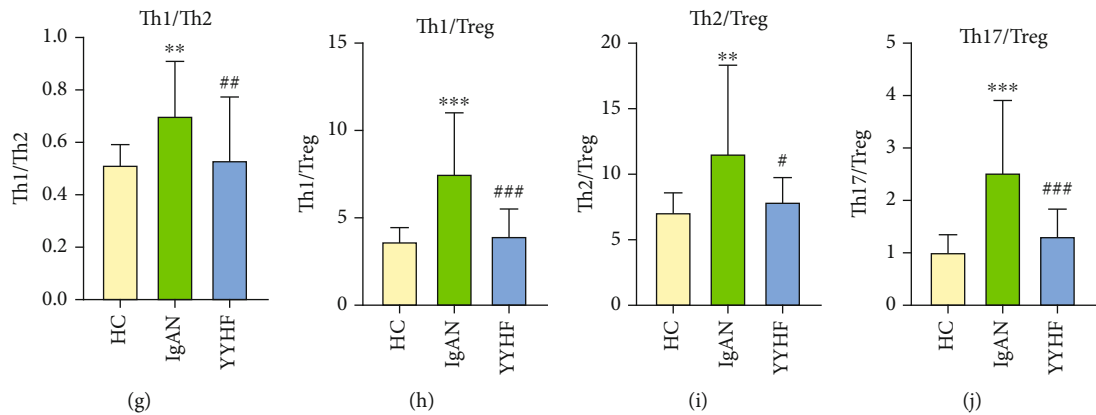 Th1/Th2
Th1/Th2
1.0
0.8
0.6
0.4
0.2
0.0
**
##
HC
IgAN
YYHF
(g)
Th1/Treg
Th1/Treg
15
10
5
0
***
###
HC
IgAN
YYHF
(h)
Th2/Treg
Th2/Treg
20
15
10
5
0
**
#
HC
IgAN
YYHF
(i)
Th17/Treg
Th17/Treg
5
4
3
2
1
0
***
###
HC
IgAN
YYHF
(j)